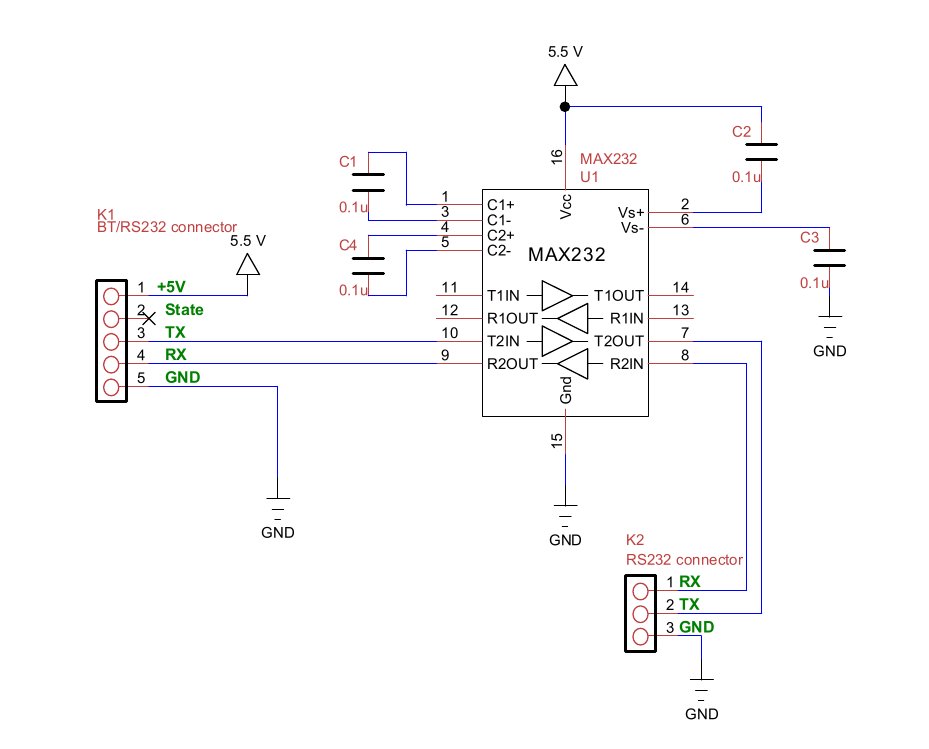 5.5 V
C2
0.1u
16
MAX232
U1
C1
0.1u
C4
0.1u
Vcc
1 C1+
3 C1-
4 C2+
5 C2-
Vs+ 2
Vs- 6
C3
0.1u
GND
MAX232
11 T1IN T1OUT 14
12 R1OUT R1IN 13
10 T2IN T2OUT 7
9 R2OUT R2IN 8
Gnd
15
GND
K1
BT/RS232 connector
5.5 V
1 +5V
2 State
3 TX
4 RX
5 GND
GND
K2
RS232 connector
1 RX
2 TX
3 GND
GND